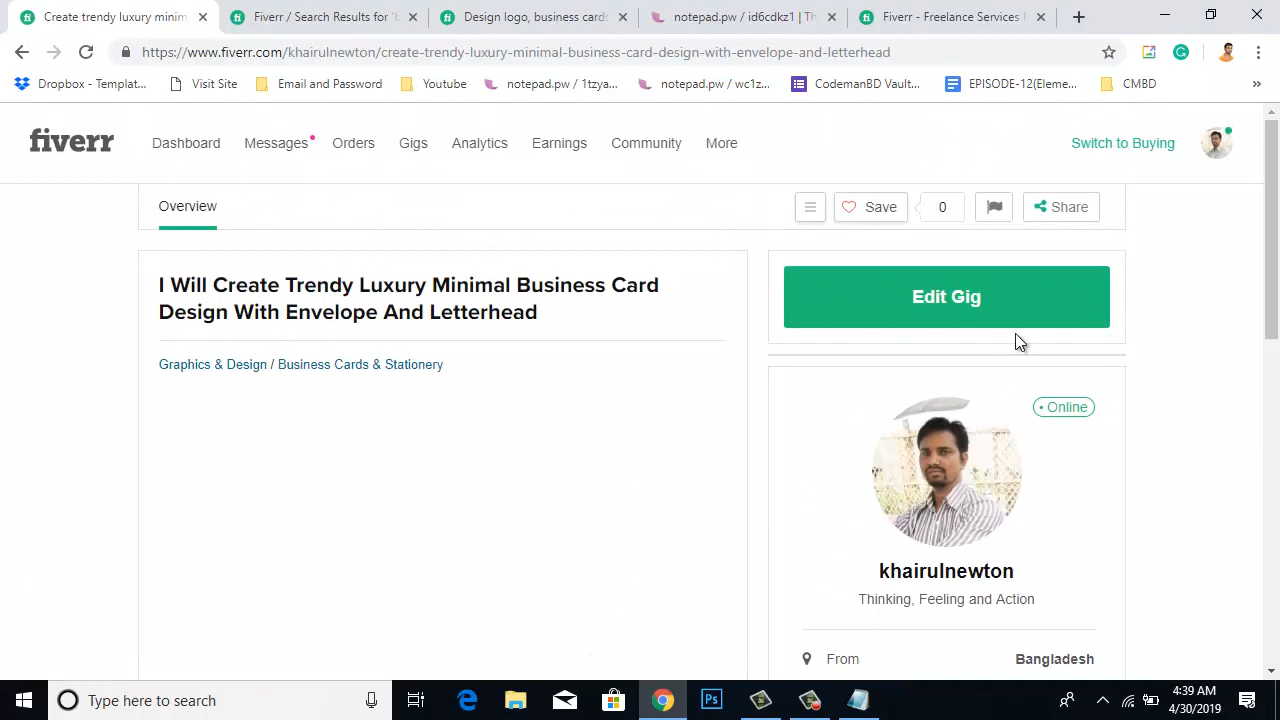 Create trendy luxury minim
Fiverr / Search Results for 'b
Design logo, business cards
notepad.pw / id6cdkz1 | Th
Fiverr - Freelance Services
https://www.fiverr.com/khairulnewton/create-trendy-luxury-minimal-business-card-design-with-envelope-and-letterhead
Dropbox - Templat...
Visit Site
Email and Password
Youtube
notepad.pw / 1tzya...
notepad.pw / wc1z...
CodemanBD Vault...
EPISODE-12(Eleme...
CMBD
»
fiverr
Dashboard
Messages
Orders
Gigs
Analytics
Earnings
Community
More
Switch to Buying
Overview
Save
0
Share
I Will Create Trendy Luxury Minimal Business Card
Design With Envelope And Letterhead
Graphics & Design / Business Cards & Stationery
Edit Gig
• Online
khairulnewton
Thinking, Feeling and Action
From
Bangladesh
Type here to search
4:39 AM
4/30/2019